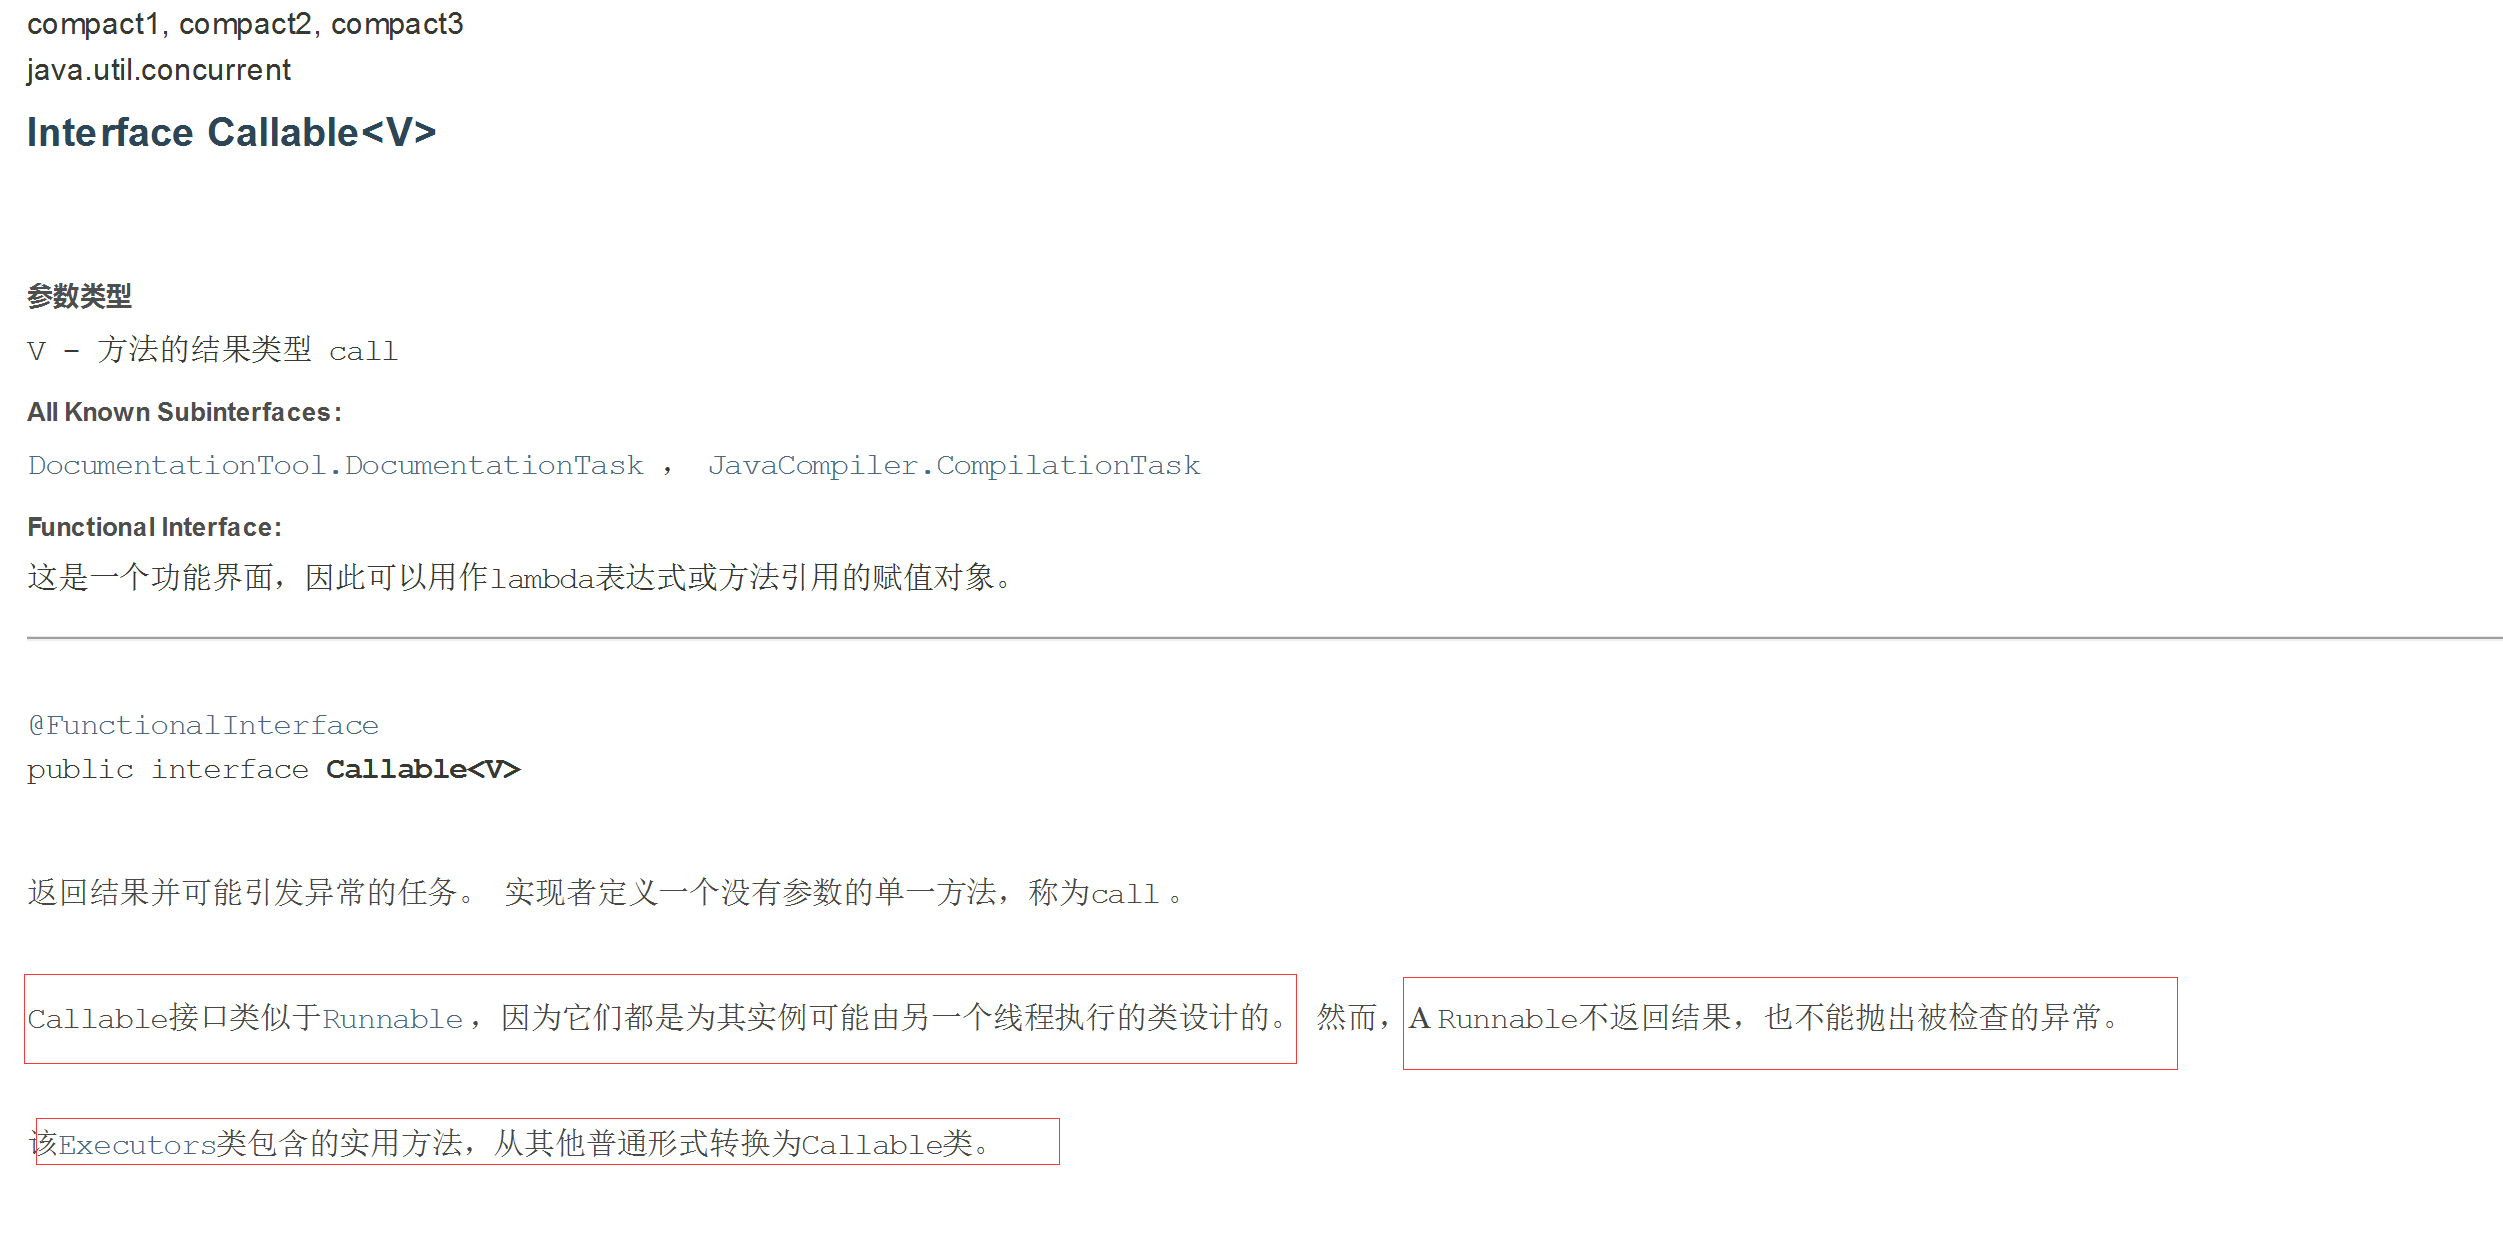 compact1, compact2, compact3
java.util.concurrent
Interface Callable<V>
参数类型
V - 方法的结果类型 call
All Known Subinterfaces:
DocumentationTool.DocumentationTask ， JavaCompiler.CompilationTask
Functional Interface:
这是一个功能界面，因此可以用作lambda表达式或方法引用的赋值对象。
@FunctionalInterface
public interface Callable<V>
返回结果并可能引发异常的任务。 实现者定义一个没有参数的单一方法，称为call 。
Callable接口类似于Runnable ，因为它们都是为其实例可能由另一个线程执行的类设计的。 然而，A Runnable不返回结果，也不能抛出被检查的异常。
该Executors类包含的实用方法，从其他普通形式转换为Callable类。